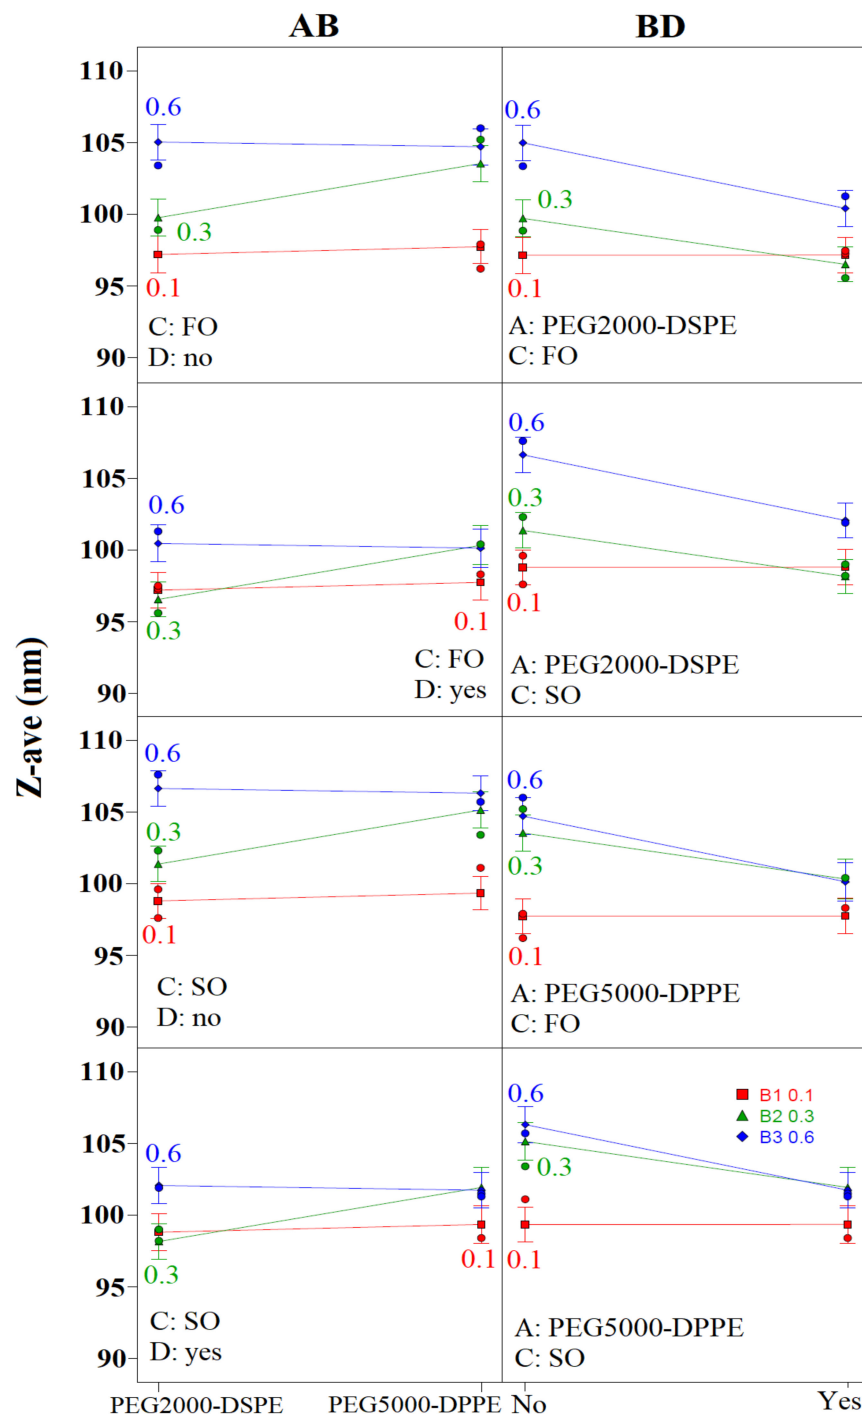 AB BD
Z-ave (nm)
110
105
100
95
90
0.6
0.3
0.1
C: FO
D: no
0.6
0.3
0.1
A: PEG2000-DSPE
C: FO
110
105
100
95
90
0.6
0.3
0.1
C: FO
D: yes
0.6
0.3
0.1
A: PEG2000-DSPE
C: SO
110
105
100
95
90
0.6
0.3
0.1
C: SO
D: no
0.6
0.3
0.1
A: PEG5000-DPPE
C: FO
110
105
100
95
90
0.6
0.3
0.1
C: SO
D: yes
0.6
0.3
0.1
B1 0.1
B2 0.3
B3 0.6
A: PEG5000-DPPE
C: SO
PEG2000-DSPE PEG5000-DPPE No Yes